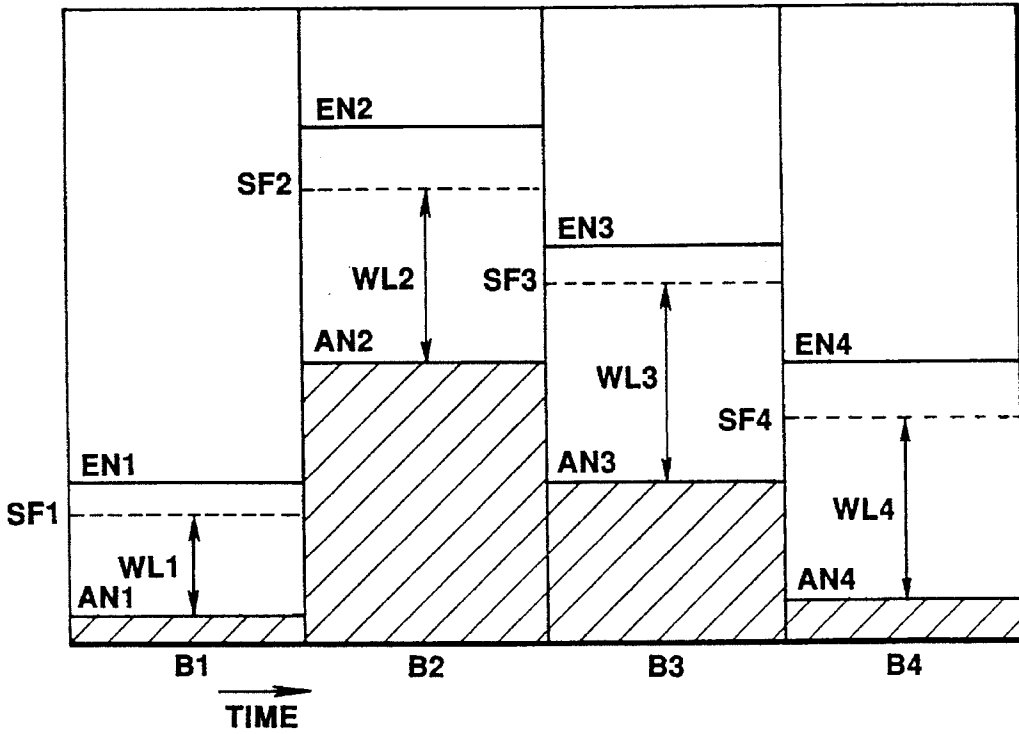 EN2
SF2
EN3
WL2
SF3
AN2
EN4
WL3
SF4
EN1
AN3
SF1
WL4
WL1
AN1
AN4
B1
B2
B3
B4
TIME